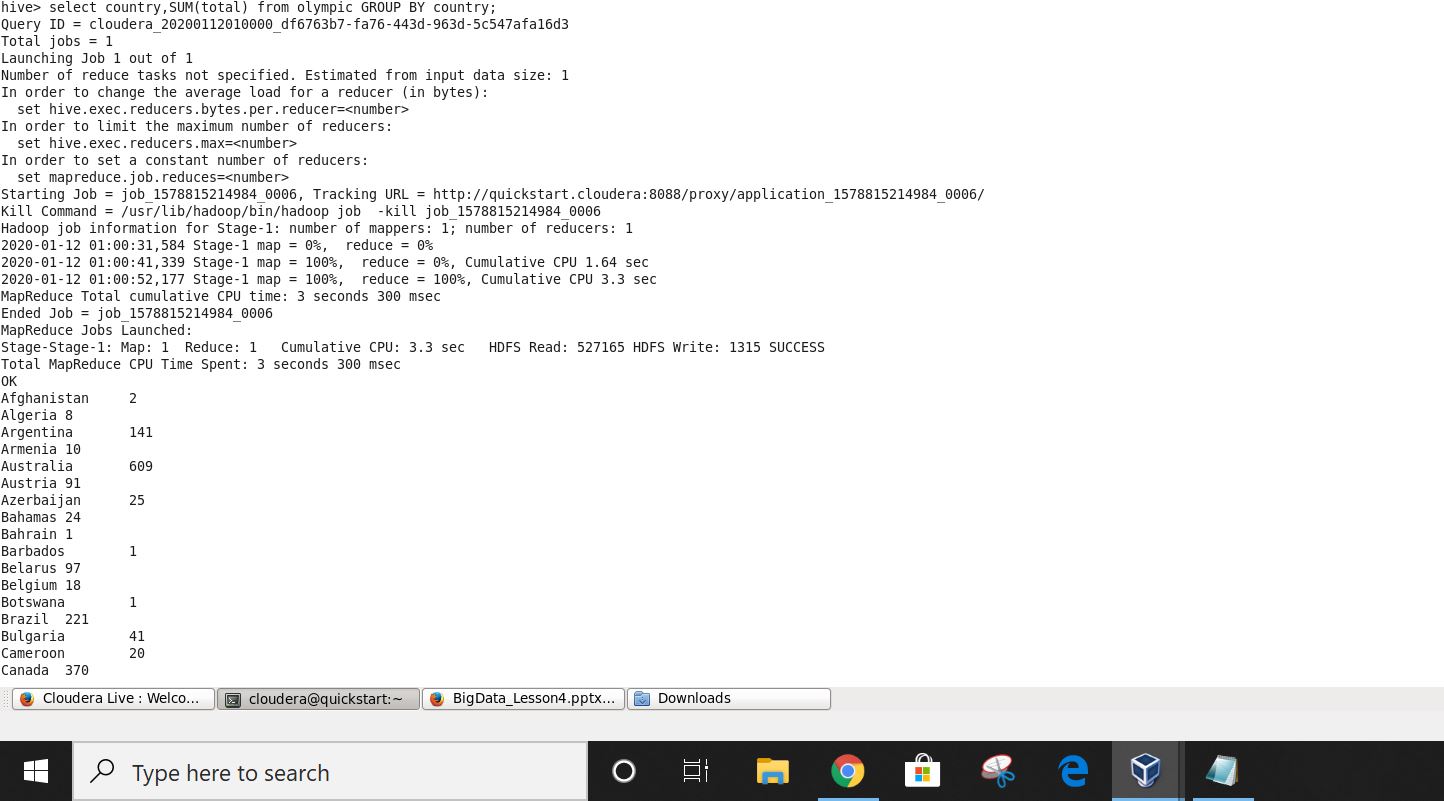 hive> select country,SUM(total) from olympic GROUP BY country;
Query ID = cloudera_20200112010000_df6763b7-fa76-443d-963d-5c547afa16d3
Total jobs = 1
Launching Job 1 out of 1
Number of reduce tasks not specified. Estimated from input data size: 1
In order to change the average load for a reducer (in bytes):
  set hive.exec.reducers.bytes.per.reducer=<number>
In order to limit the maximum number of reducers:
  set hive.exec.reducers.max=<number>
In order to set a constant number of reducers:
  set mapreduce.job.reduces=<number>
Starting Job = job_1578815214984_0006, Tracking URL = http://quickstart.cloudera:8088/proxy/application_1578815214984_0006/
Kill Command = /usr/lib/hadoop/bin/hadoop job  -kill job_1578815214984_0006
Hadoop job information for Stage-1: number of mappers: 1; number of reducers: 1
2020-01-12 01:00:31,584 Stage-1 map = 0%,  reduce = 0%
2020-01-12 01:00:41,339 Stage-1 map = 100%,  reduce = 0%, Cumulative CPU 1.64 sec
2020-01-12 01:00:52,177 Stage-1 map = 100%,  reduce = 100%, Cumulative CPU 3.3 sec
MapReduce Total cumulative CPU time: 3 seconds 300 msec
Ended Job = job_1578815214984_0006
MapReduce Jobs Launched:
Stage-Stage-1: Map: 1  Reduce: 1   Cumulative CPU: 3.3 sec   HDFS Read: 527165 HDFS Write: 1315 SUCCESS
Total MapReduce CPU Time Spent: 3 seconds 300 msec
OK
Afghanistan     2
Algeria 8
Argentina       141
Armenia 10
Australia       609
Austria 91
Azerbaijan      25
Bahamas 24
Bahrain 1
Barbados        1
Belarus 97
Belgium 18
Botswana        1
Brazil  221
Bulgaria        41
Cameroon        20
Canada  370
Cloudera Live : Welco... cloudera@quickstart:~ BigData_Lesson4.pptx... Downloads
Type here to search